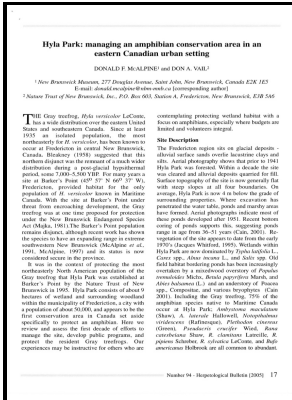 Hyla Park: managing an amphibian conservation area in an
eastern Canadian urban setting
DONALD F. McALPINE¹ and DON A. VAIL²
¹ New Brunswick Museum, 277 Douglas Avenue, Saint John, New Brunswick, Canada E2K 1E5
E-mail: donald.mcalpine@nbm-mnb.ca [corresponding author]
² Nature Trust of New Brunswick, Inc., P.O. Box 603, Station A, Fredericton, New Brunswick, E3B 5A6
THE Gray treefrog, Hyla versicolor LeConte,
has a wide distribution over the eastern United
States and southeastern Canada. Since at least
1935 an isolated population, the most
northeasterly for H. versicolor, has been known to
occur at Fredericton in central New Brunswick,
Canada. Bleakney (1958) suggested that this
northern disjunct was the remnant of a much wider
distribution during a post-glacial hypsithermic
period, some 7,000–5,500 YBP. For many years a
site at Barker's Point (45° 57' N 66° 37' W),
Fredericton, provided habitat for the only
population of H. versicolor known in Maritime
Canada. With the site at Barker's Point under
threat from encroaching development, the Gray
treefrog was at one time proposed for protection
under the New Brunswick Endangered Species
Act (Majka, 1981). The Barker's Point population
remains disjunct, although recent work has shown
the species to have an expanding range in extreme
southwestern New Brunswick (McAlpine et al.,
1991, McAlpine, 1997), and its status is now
considered secure in the province.
It was in the context of protecting the most
northeasterly North American population of the
Gray treefrog that Hyla Park was established at
Barker's Point by the Nature Trust of New
Brunswick in 1995. Hyla Park consists of about 9
hectares of wetland and surrounding woodland
within the municipality of Fredericton, a city with
a population of about 50,000, and appears to be the
first conservation area in Canada set aside
specifically to protect an amphibian. Here we
review and assess the first decade of efforts to
manage the site, develop public programs, and
protect the resident Gray treefrogs. Our
experiences may be instructive for others who are
contemplating protecting wetland habitat with a
focus on amphibians, especially where budgets are
limited and volunteers integral.
Site Description
The Fredericton region sits on glacial deposits -
alluvial surface sands overlie lacustrine clays and
silts. Aerial photography shows that prior to 1941
Hyla Park was forested. Within a decade the site
was cleared and alluvial deposits quarried for fill.
Surface topography of the site is now generally flat
with steep slopes at all four boundaries. On
average, Hyla Park is now 4 m below the grade of
surrounding properties. Where excavation has
penetrated the water table, ponds and marshy areas
have formed. Aerial photographs indicate most of
these ponds developed after 1951. Recent bottom
coring of ponds supports this, suggesting ponds
range in age from 36–51 years (Cain, 2001). Re-
vegetation of the site appears to date from the early
1970's (Jacques Whitford, 1995). Wetlands within
Hyla Park are now dominated by Typha latifolia L.,
Carex spp., Alnus incana L., and Salix spp. Old
field habitat bordering ponds has been increasingly
overtaken by a mixedwood overstory of Populus
tremuloides Michx, Betula papyrifera Marsh, and
Abies balsamea (L.) and an understory of Poaceae
spp., Compositae, and various bryophytes (Cain
2001). Including the Gray treefrog, 75% of the
amphibian species native to Maritime Canada
occur at Hyla Park; Ambystoma maculatum
(Shaw), A. laterale Hallowell, Notophthalmus
viridescens (Rafinesque), Plethodon cinereus
(Green), Pseudacris crucifer Wied, Rana
catesbeiana Shaw, R. clamitans Latreille, R.
pipiens Schreber, R. sylvatica LeConte, and Bufo
americanus Holbrook are all common to abundant.
Number 94 - Herpetological Bulletin [2005] 17